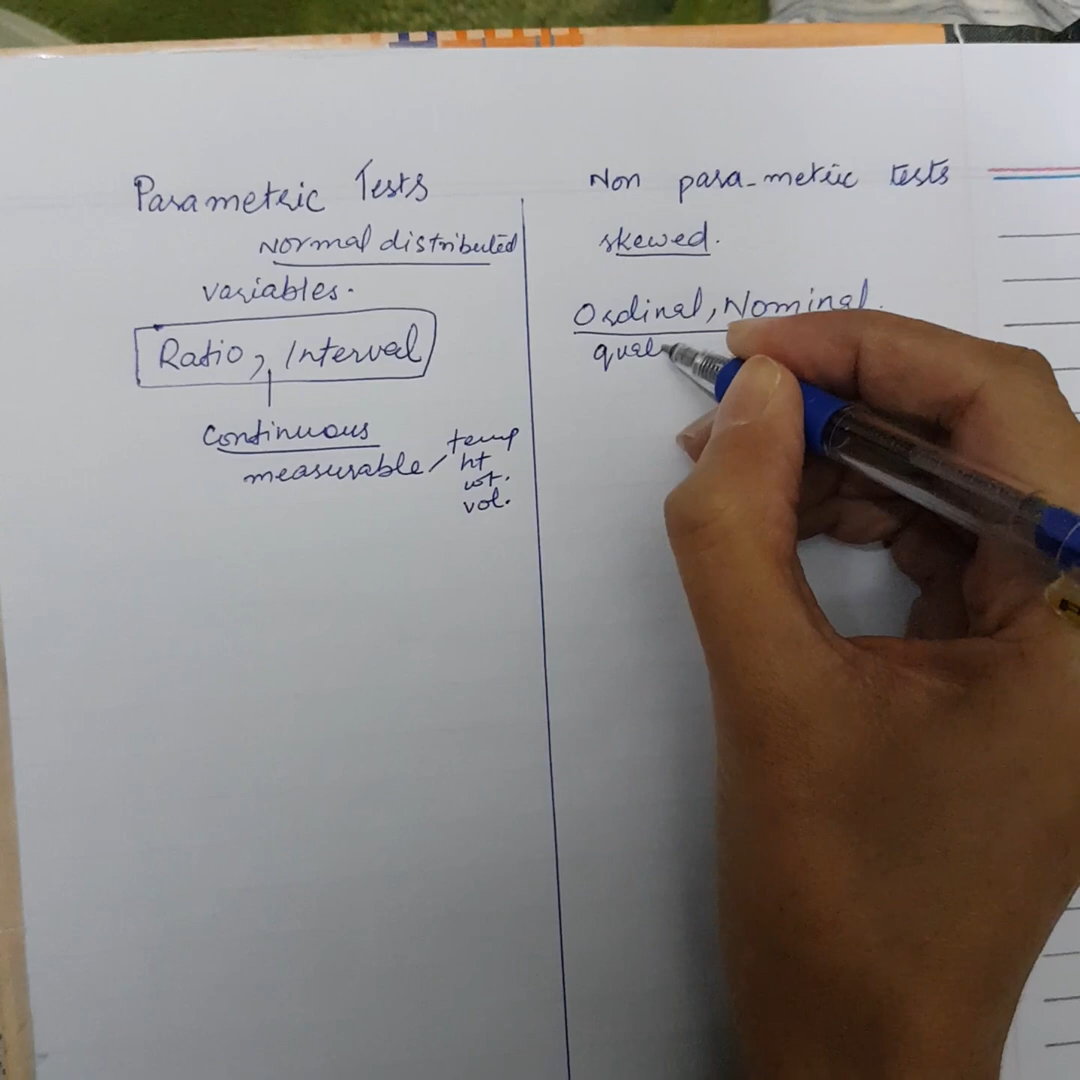 Parametric Tests
Normal distributed
variables.
Ratio, Interval
Continuous
measurable
temp
ht
wt.
vol.
Non para-metric tests
skewed.
Ordinal, Nominal.
qual